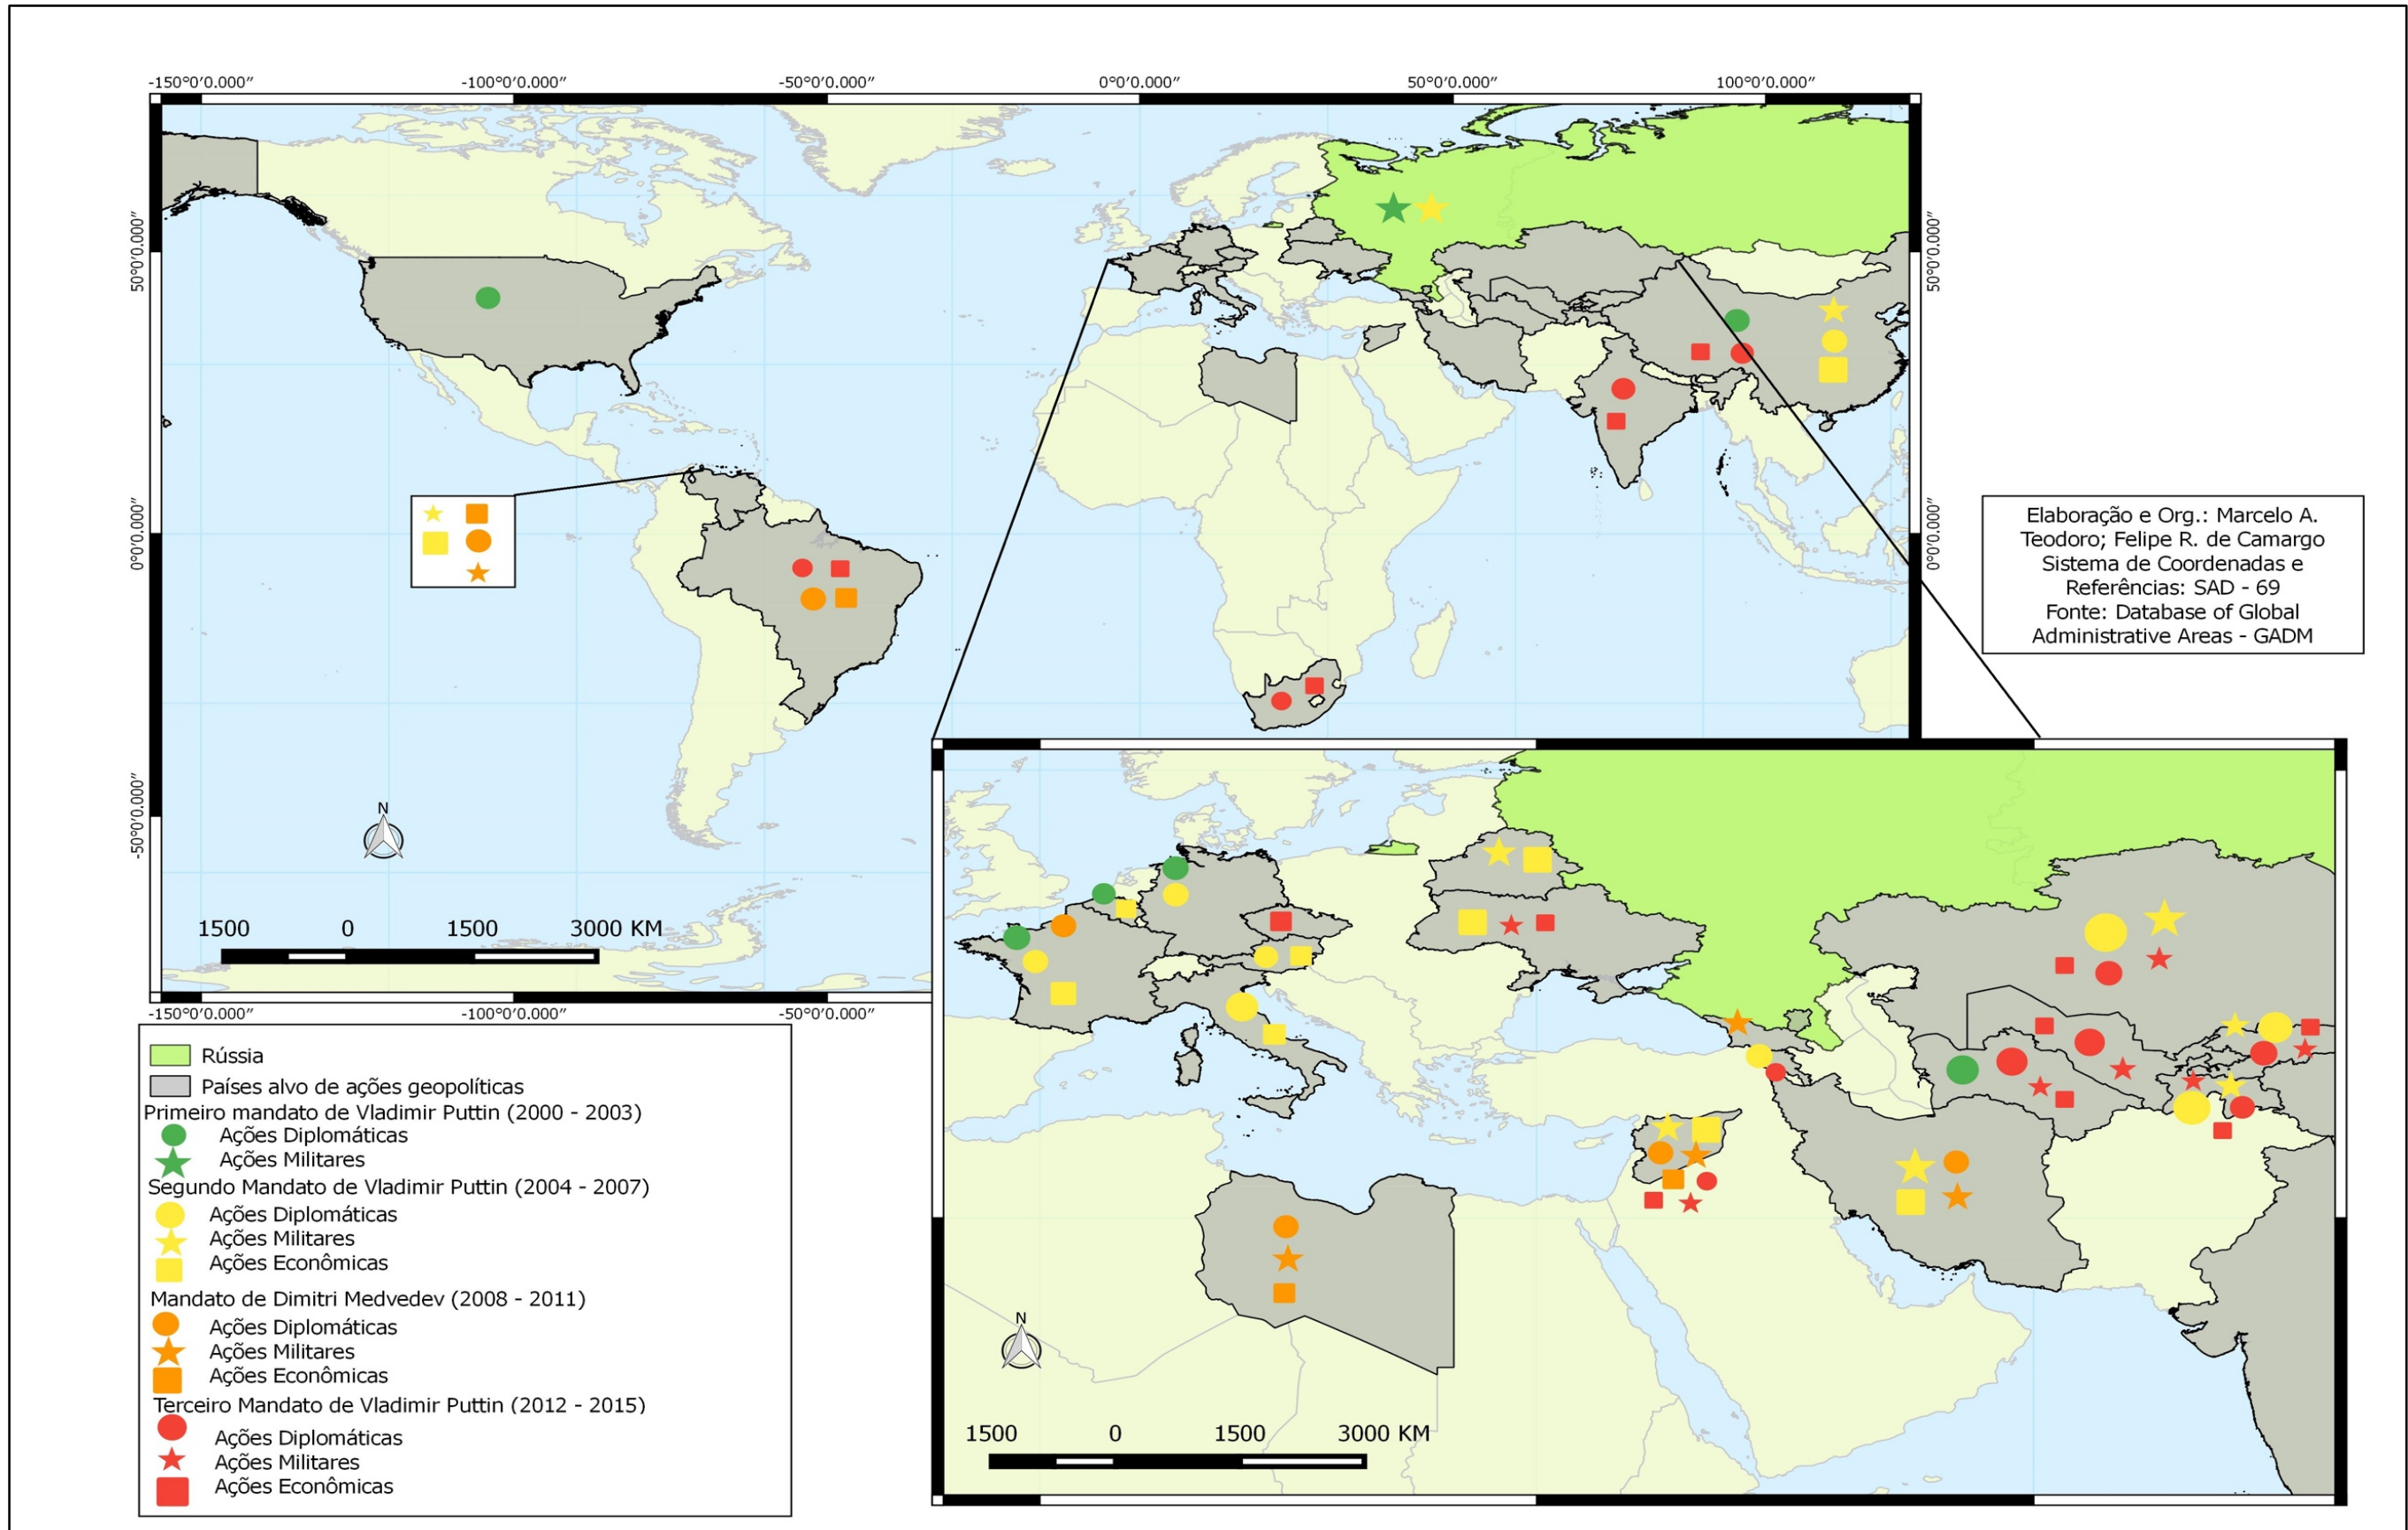 -150°0′0.000″ -100°0′0.000″ -50°0′0.000″ 0°0′0.000″ 50°0′0.000″ 100°0′0.000″
50°0′0.000″
0°0′0.000″
-50°0′0.000″
50°0′0.000″
0°0′0.000″
Elaboração e Org.: Marcelo A.
Teodoro; Felipe R. de Camargo
Sistema de Coordenadas e
Referências: SAD - 69
Fonte: Database of Global
Administrative Areas - GADM
N
1500 0 1500 3000 KM
-150°0′0.000″ -100°0′0.000″ -50°0′0.000″
Rússia
Países alvo de ações geopolíticas
Primeiro mandato de Vladimir Puttin (2000 - 2003)
Ações Diplomáticas
Ações Militares
Segundo Mandato de Vladimir Puttin (2004 - 2007)
Ações Diplomáticas
Ações Militares
Ações Econômicas
Mandato de Dimitri Medvedev (2008 - 2011)
Ações Diplomáticas
Ações Militares
Ações Econômicas
Terceiro Mandato de Vladimir Puttin (2012 - 2015)
Ações Diplomáticas
Ações Militares
Ações Econômicas
N
1500 0 1500 3000 KM